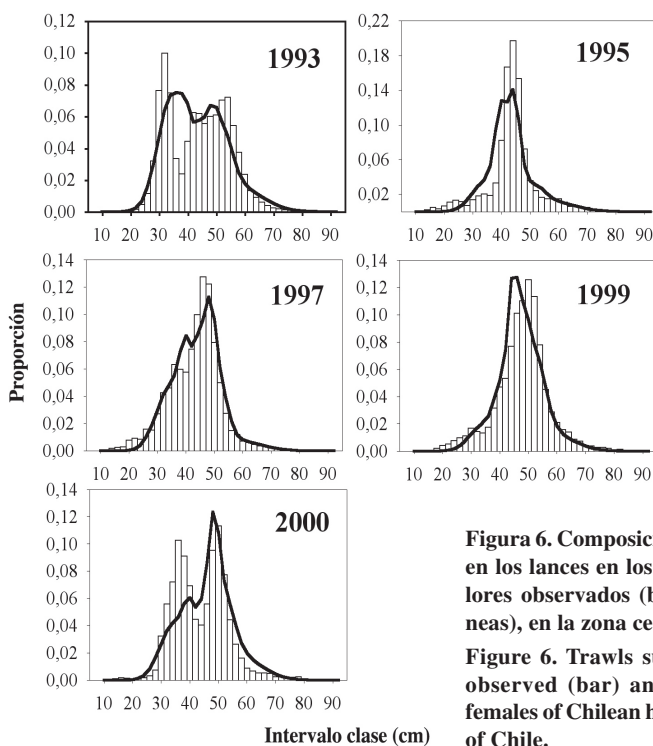 0,12
0,10
0,08
0,06
0,04
0,02
0,00
1993
10 20 30 40 50 60 70 80 90
0,22
0,18
0,14
0,10
0,06
0,02
1995
10 20 30 40 50 60 70 80 90
Proporción
0,14
0,12
0,10
0,08
0,06
0,04
0,02
0,00
1997
10 20 30 40 50 60 70 80 90
0,14
0,12
0,10
0,08
0,06
0,04
0,02
0,00
1999
10 20 30 40 50 60 70 80 90
0,14
0,12
0,10
0,08
0,06
0,04
0,02
0,00
2000
10 20 30 40 50 60 70 80 90
Intervalo clase (cm)
Figura 6. Composici
en los lances en los
lores observados (b
neas), en la zona ce
Figure 6. Trawls su
observed (bar) an
females of Chilean h
of Chile.